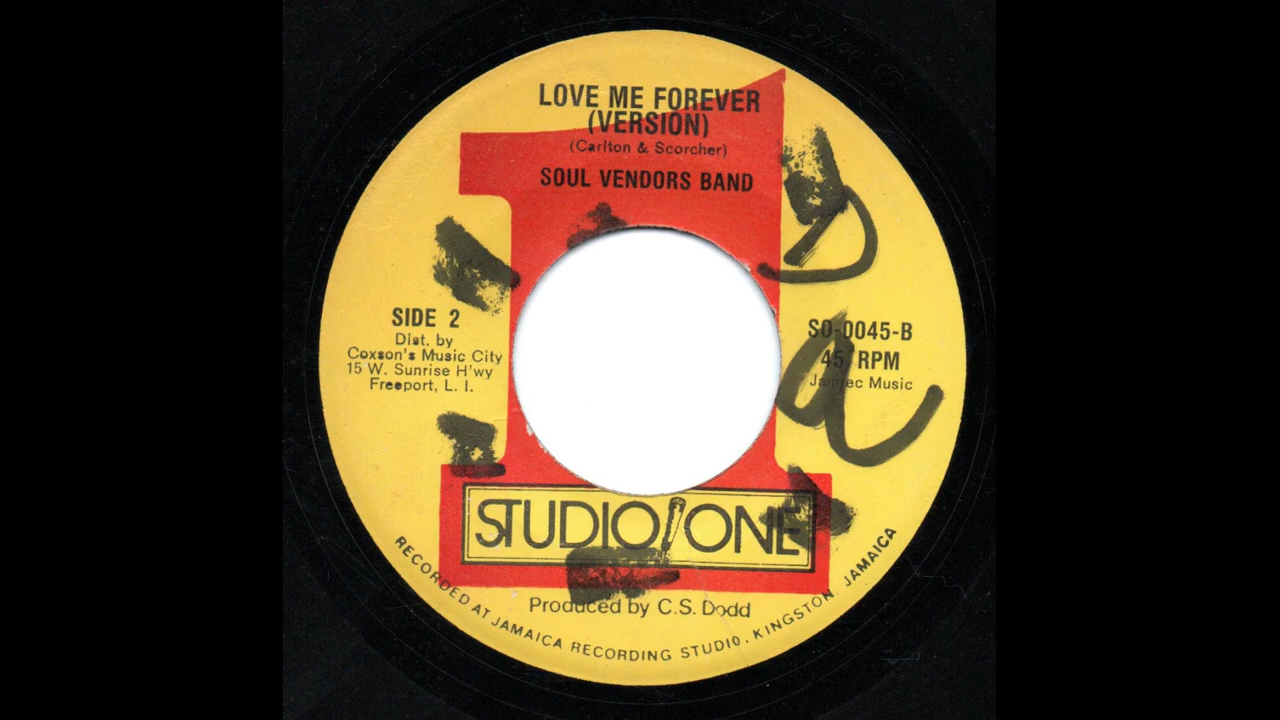 LOVE ME FOREVER
(VERSION)
(Carlton & Scorcher)
SOUL VENDORS BAND
SIDE 2
Dist. by
Coxson's Music City
15 W. Sunrise H'wy
Freeport, L. I.
SO-0045-B
45 RPM
Jamrec Music
STUDIO ONE
Produced by C.S. Dodd
RECORDED AT JAMAICA RECORDING STUDIO. KINGSTON JAMAICA